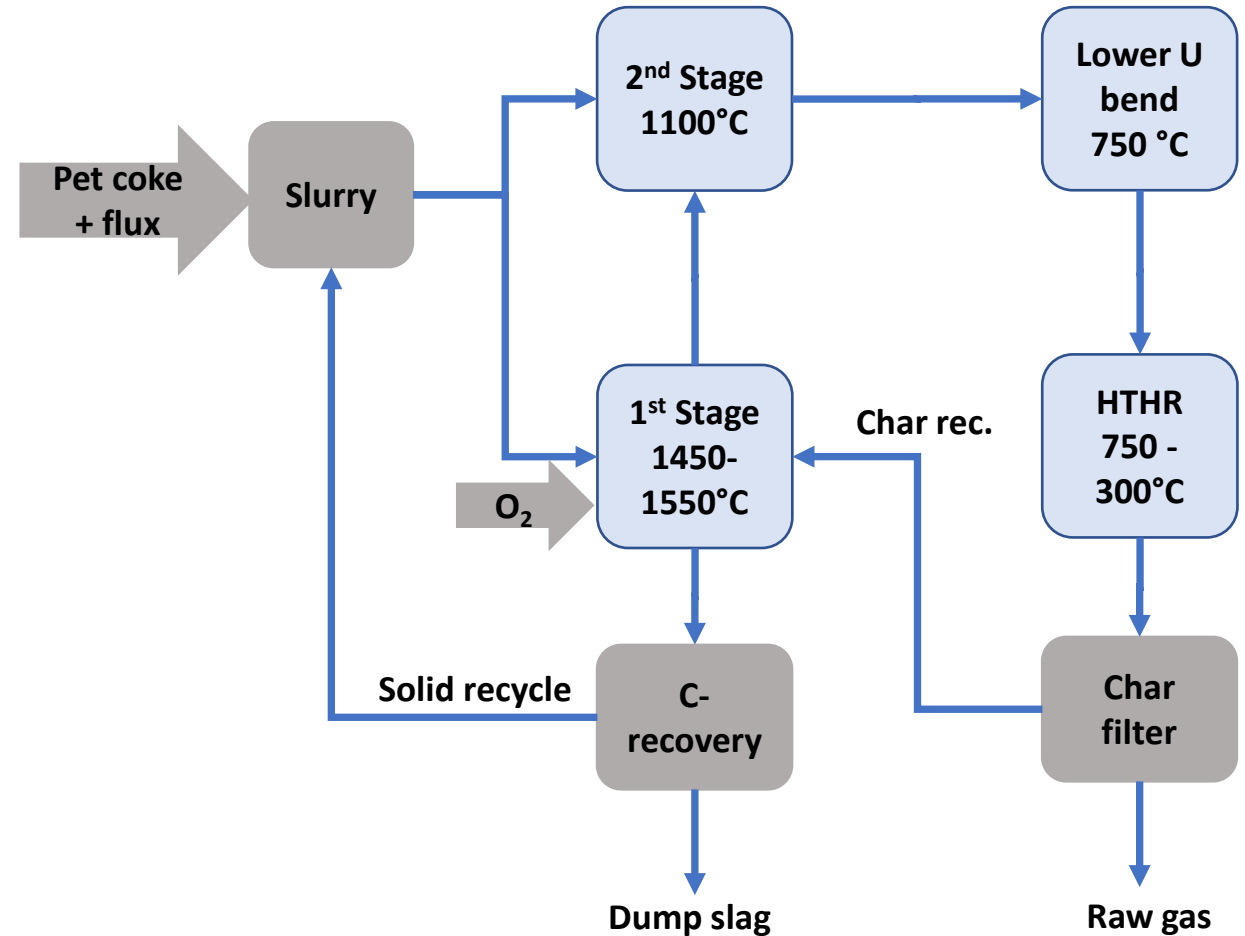 2nd Stage
1100°C
Lower U
bend
750 °C
Pet coke
+ flux
Slurry
1st Stage
1450-
1550°C
Char rec.
HTHR
750 -
300°C
O2
Solid recycle
C-
recovery
Char
filter
Dump slag
Raw gas